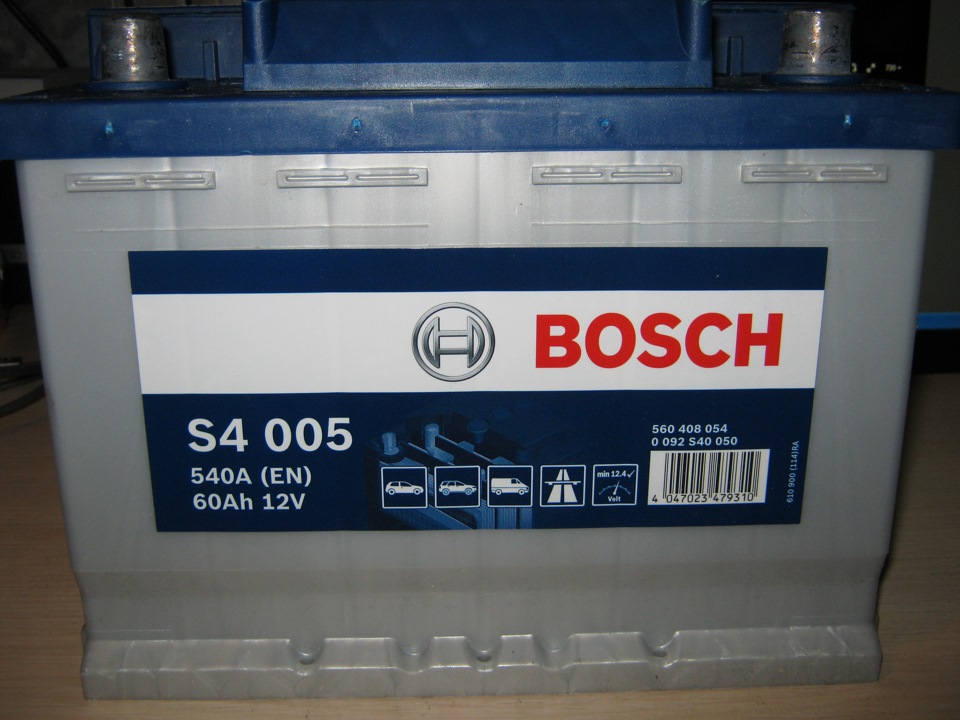 BOSCH
S4 005
540A (EN)
60Ah 12V
min 12.4
Volt
560 408 054
0 092 S40 050
4 047023 479310
610 900 (114)RA